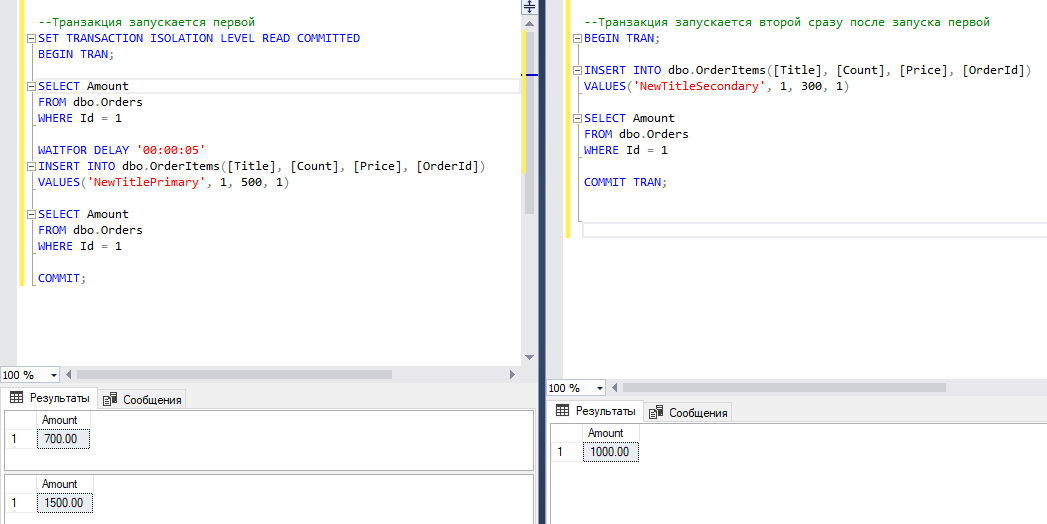 --Транзакция запускается первой
SET TRANSACTION ISOLATION LEVEL READ COMMITTED
BEGIN TRAN;
SELECT Amount
FROM dbo.Orders
WHERE Id = 1
WAITFOR DELAY '00:00:05'
INSERT INTO dbo.OrderItems([Title], [Count], [Price], [OrderId])
VALUES('NewTitlePrimary', 1, 500, 1)
SELECT Amount
FROM dbo.Orders
WHERE Id = 1
COMMIT;
100 %
Результаты Сообщения
Amount
1 700.00
Amount
1 1500.00
--Транзакция запускается второй сразу после запуска первой
BEGIN TRAN;
INSERT INTO dbo.OrderItems([Title], [Count], [Price], [OrderId])
VALUES('NewTitleSecondary', 1, 300, 1)
SELECT Amount
FROM dbo.Orders
WHERE Id = 1
COMMIT TRAN;
100 %
Результаты Сообщения
Amount
1 1000.00